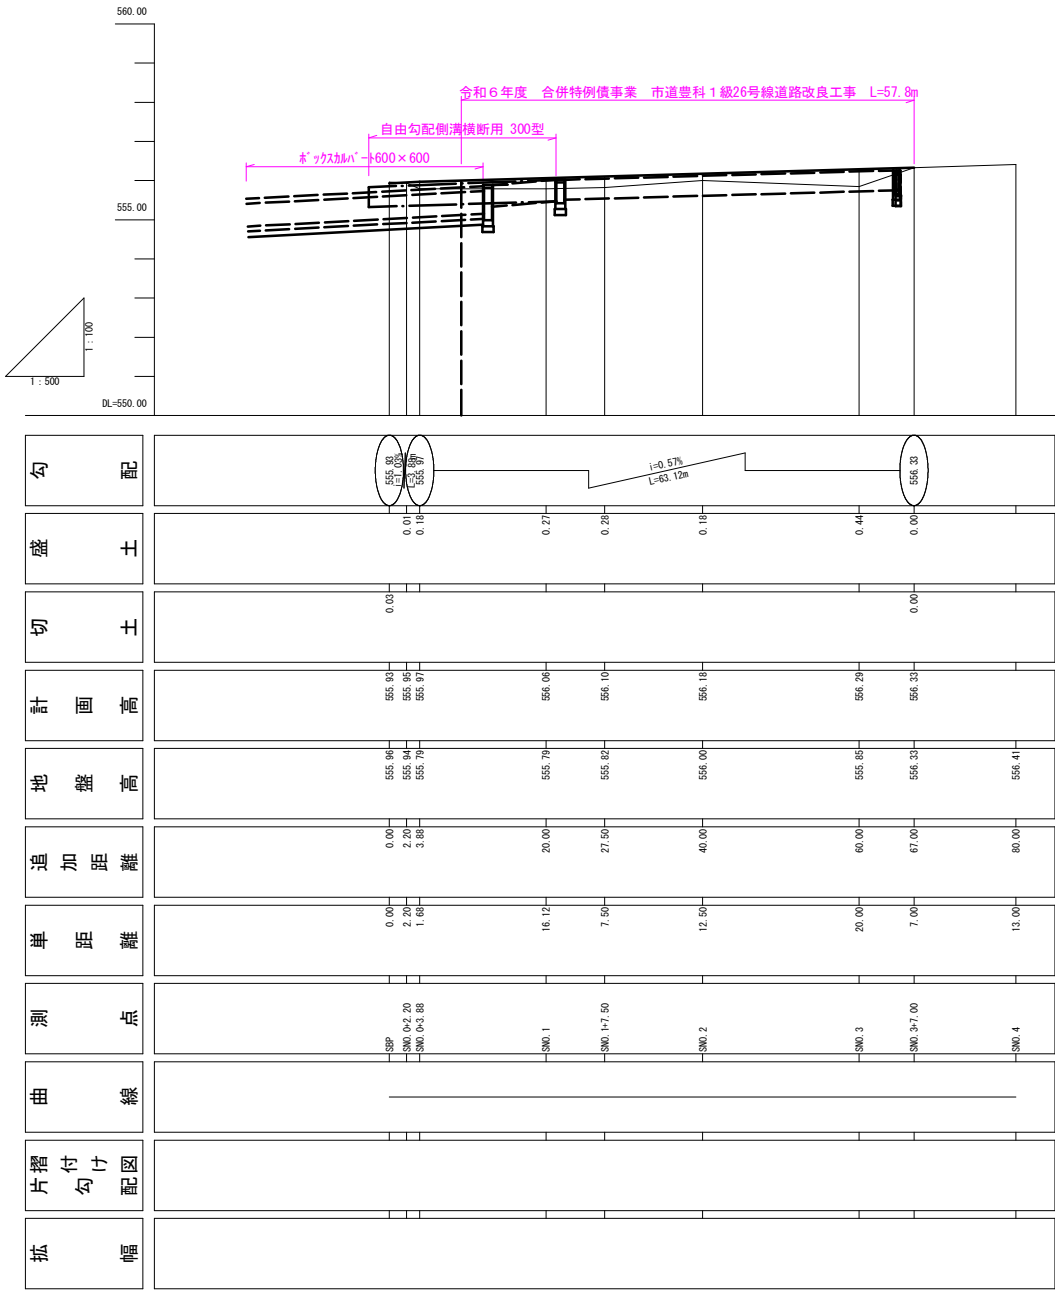 560.00
令和６年度　合併特例債事業　市道豊科１級26号線道路改良工事　L=57.8m
自由勾配側溝横断用 300型
ﾎﾞｯｸｽｶﾙﾊﾞｰﾄ600×600
555.00
1：100
1：500
DL=550.00
勾配
555.93
i=1.03%
L=3.88m
555.97
i=0.57%
L=63.12m
556.33
盛土
0.01
0.18
0.27
0.28
0.18
0.44
0.00
切土
0.03
0.00
計画高
555.93
555.95
555.97
556.06
556.10
556.18
556.29
556.33
地盤高
555.96
555.94
555.79
555.79
555.82
556.00
555.85
556.33
556.41
追加距離
0.00
2.20
3.88
20.00
27.50
40.00
60.00
67.00
80.00
単距離
0.00
2.20
1.68
16.12
7.50
12.50
20.00
7.00
13.00
測点
SBP
SNO.0+2.20
SNO.0+3.88
SNO.1
SNO.1+7.50
SNO.2
SNO.3
SNO.3+7.00
SNO.4
曲線
片摺付け
勾配図
拡幅